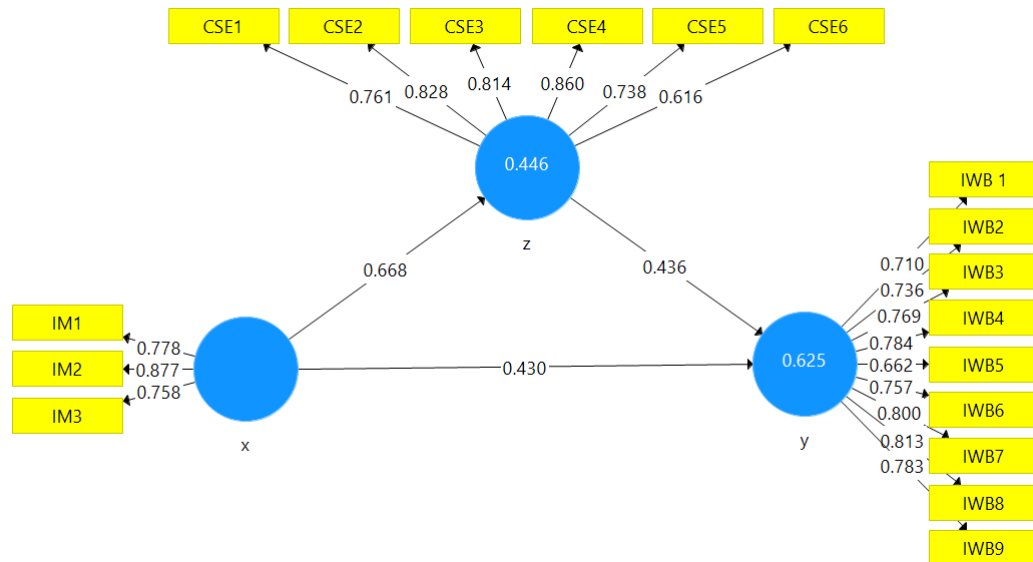 CSE1 CSE2 CSE3 CSE4 CSE5 CSE6
0.761 0.828 0.814 0.860 0.738 0.616
0.446
z
0.668
0.436
IM1
IM2
IM3
0.778
0.877
0.758
x
0.430
0.625
y
0.710
0.736
0.769
0.784
0.662
0.757
0.800
0.813
0.783
IWB 1
IWB2
IWB3
IWB4
IWB5
IWB6
IWB7
IWB8
IWB9